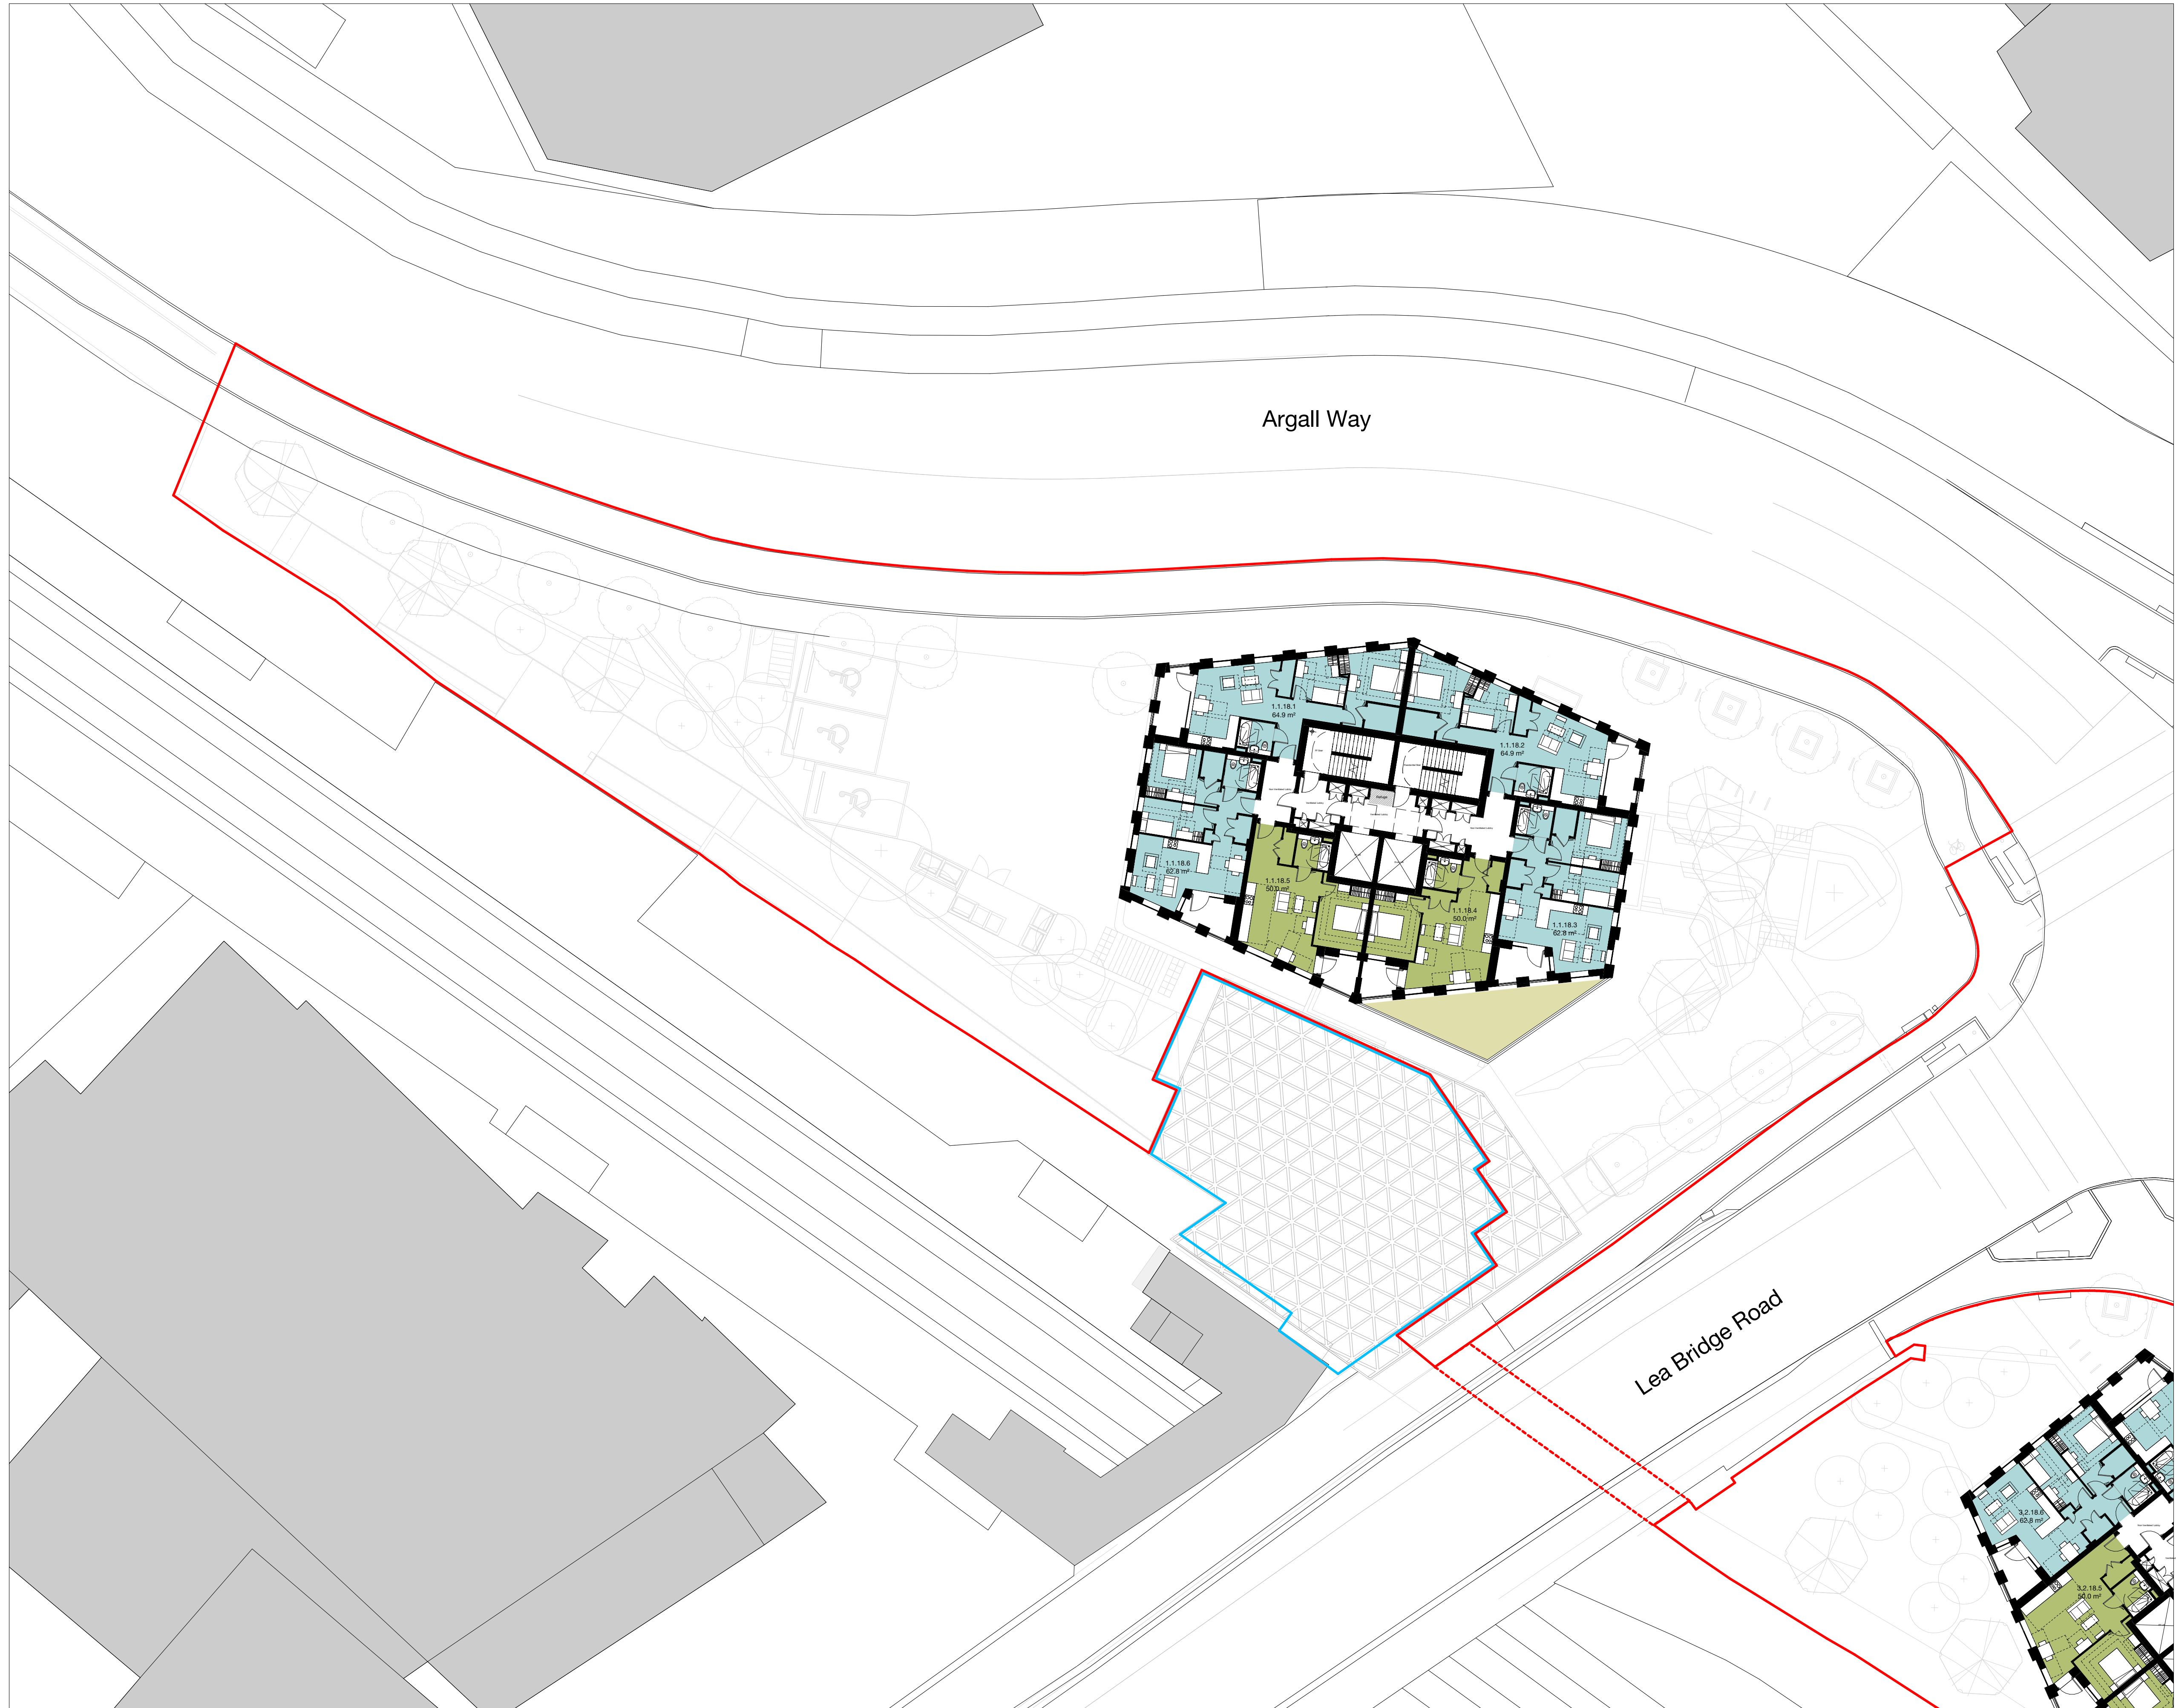 Argall Way
1.1.18.1
64.9 m²
1.1.18.2
64.9 m²
1.1.18.6
62.8 m²
1.1.18.5
50.0 m²
1.1.18.4
50.0 m²
1.1.18.3
62.8 m²
Lea Bridge Road
3.2.18.6
62.8 m²
3.2.18.5
50.0 m²